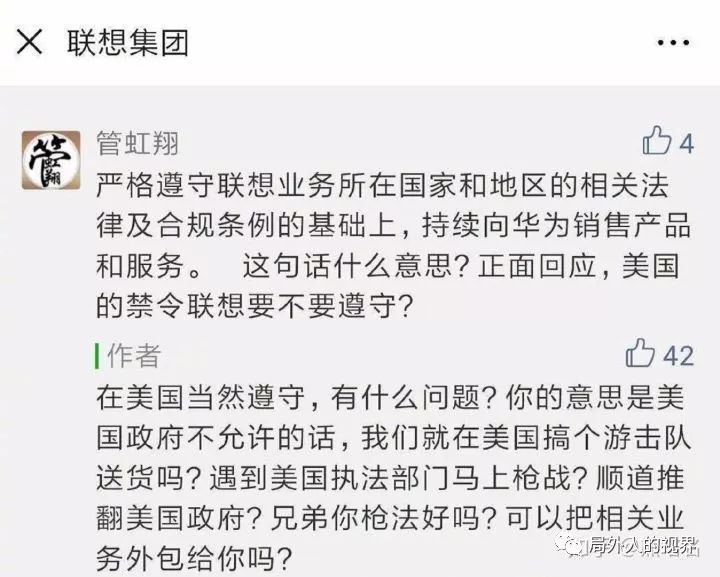 联想集团
管虹翔
4
严格遵守联想业务所在国家和地区的相关法
律及合规条例的基础上，持续向华为销售产品
和服务。 这句话什么意思？正面回应，美国
的禁令联想要不要遵守？
作者
42
在美国当然遵守，有什么问题？你的意思是美
国政府不允许的话，我们就在美国搞个游击队
送货吗？遇到美国执法部门马上枪战？顺道推
翻美国政府？兄弟你枪法好吗？可以把相关业
务外包给你吗？
知乎
局外人的视界